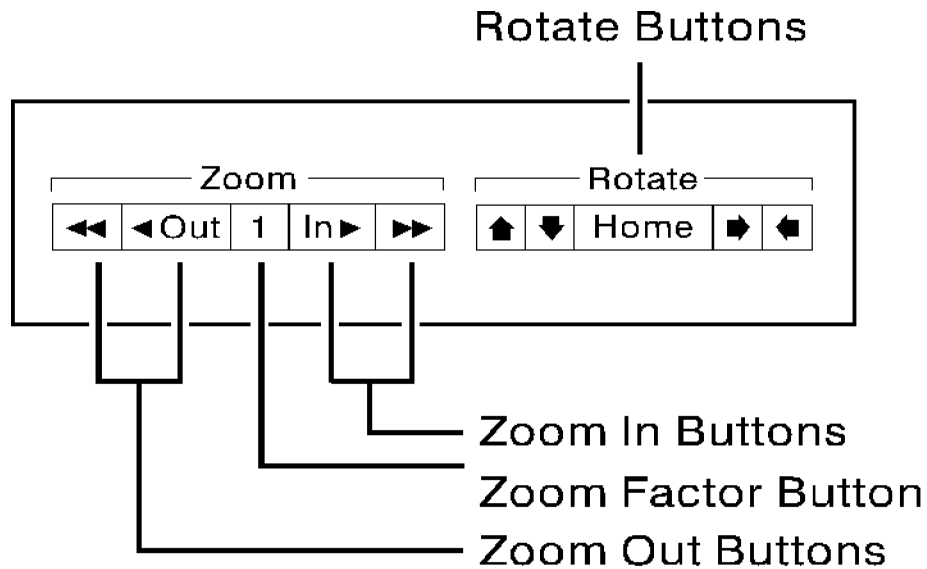 Rotate Buttons
Zoom
Rotate
Out 1 In
Home
Zoom In Buttons
Zoom Factor Button
Zoom Out Buttons